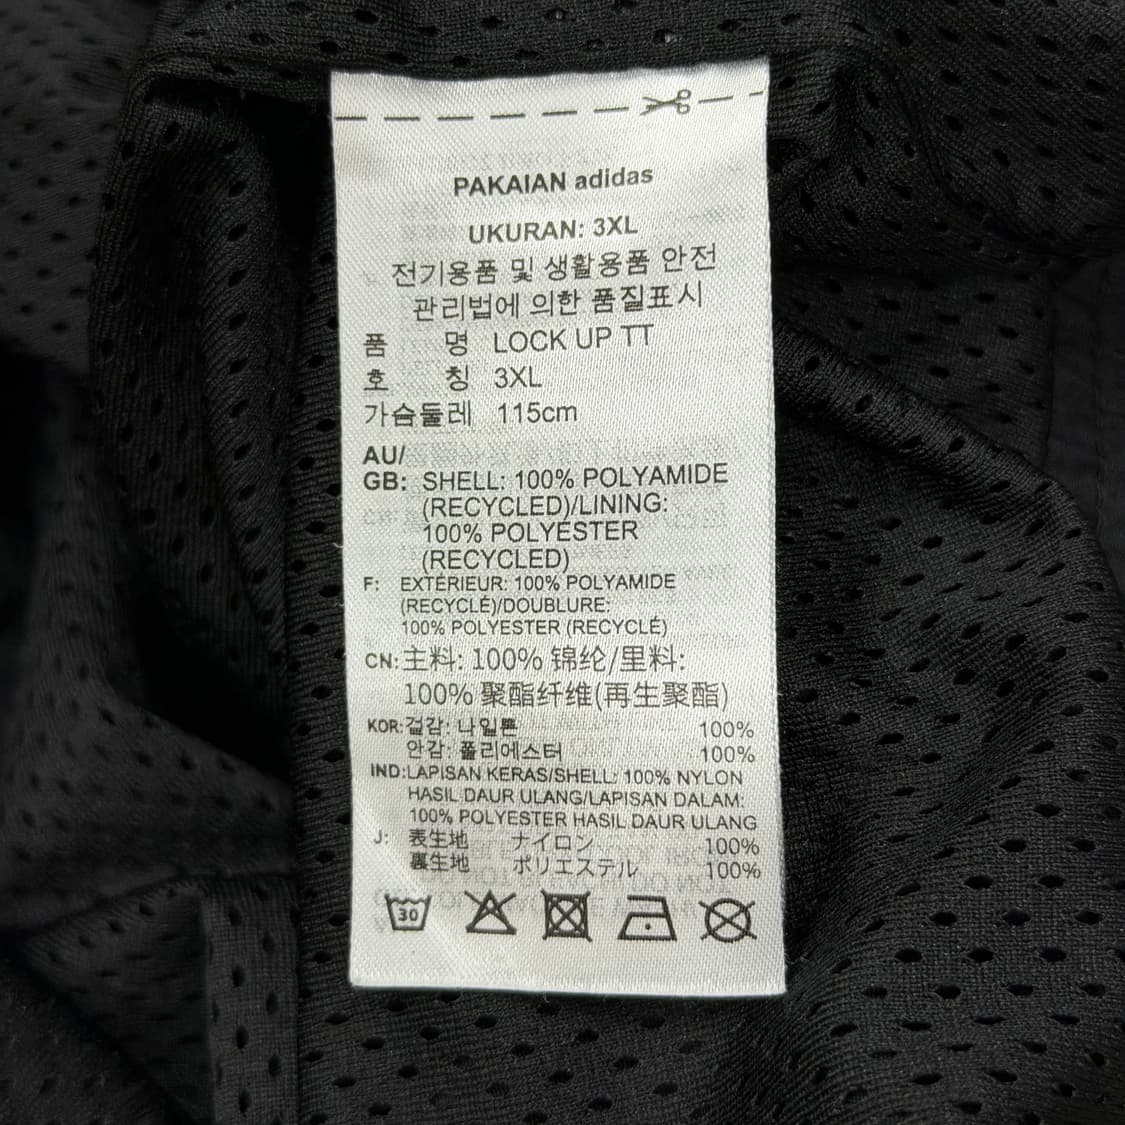 PAKAIAN adidas
UKURAN: 3XL
전기용품 및 생활용품 안전
관리법에 의한 품질표시
품 명 LOCK UP TT
호 칭 3XL
가슴둘레 115cm
AU/
GB: SHELL: 100% POLYAMIDE
(RECYCLED)/LINING:
100% POLYESTER
(RECYCLED)
F: EXTÉRIEUR: 100% POLYAMIDE
(RECYCLÉ)/DOUBLURE:
100% POLYESTER (RECYCLÉ)
CN: 主料: 100% 锦纶/里料:
100% 聚酯纤维(再生聚酯)
KOR: 겉감: 나일론 100%
안감: 폴리에스터 100%
IND: LAPISAN KERAS/SHELL: 100% NYLON
HASIL DAUR ULANG/LAPISAN DALAM:
100% POLYESTER HASIL DAUR ULANG
J: 表生地 ナイロン 100%
裏生地 ポリエステル 100%
30